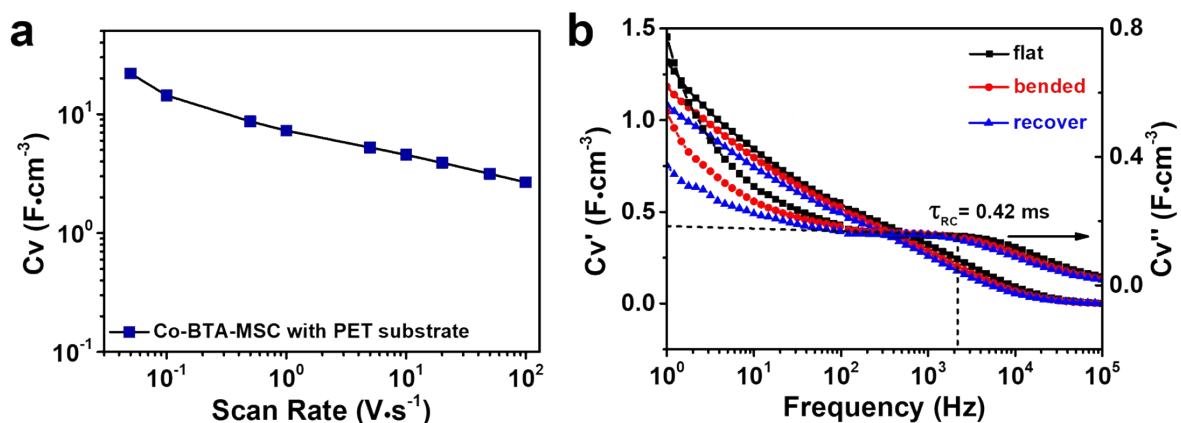 a
Cv (F•cm⁻³)
10¹
10⁰
10⁻¹
Co-BTA-MSC with PET substrate
10⁻¹ 10⁰ 10¹ 10²
Scan Rate (V•s⁻¹)
b
Cv' (F•cm⁻³)
1.5
1.0
0.5
0.0
flat
bended
recover
τRC= 0.42 ms
0.8
0.4
0.0
Cv'' (F•cm⁻³)
10⁰ 10¹ 10² 10³ 10⁴ 10⁵
Frequency (Hz)